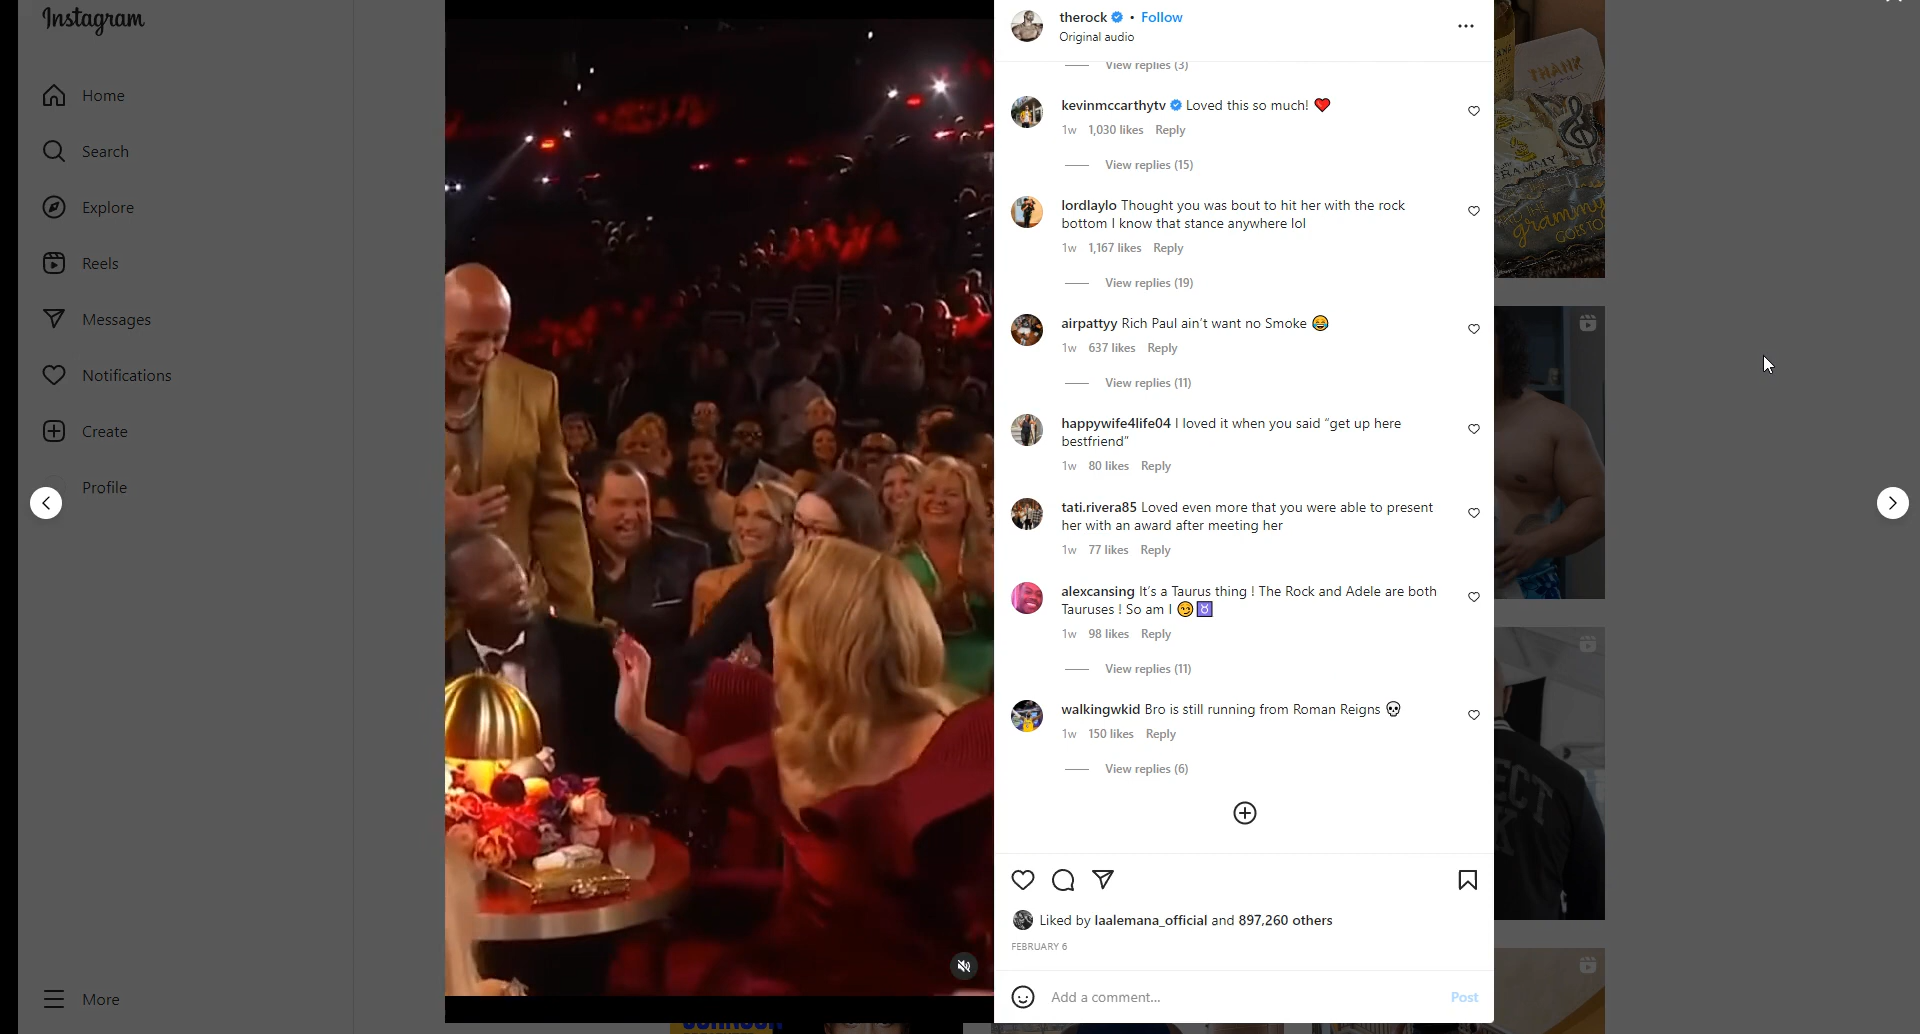 Instagram
Home
Search
Explore
Reels
Messages
Notifications
Create
Profile
More
therock • Follow
Original audio
View replies (3)
kevinmccarthytv Loved this so much! ❤️
1w 1,030 likes Reply
View replies (15)
lordlaylo Thought you was bout to hit her with the rock
bottom I know that stance anywhere lol
1w 1,167 likes Reply
View replies (19)
airpattyy Rich Paul ain't want no Smoke 😂
1w 637 likes Reply
View replies (11)
happywife4life04 I loved it when you said “get up here
bestfriend”
1w 80 likes Reply
tati.rivera85 Loved even more that you were able to present
her with an award after meeting her
1w 77 likes Reply
alexcansing It's a Taurus thing ! The Rock and Adele are both
Tauruses ! So am I 😏♉
1w 98 likes Reply
View replies (11)
walkingwkid Bro is still running from Roman Reigns 💀
1w 150 likes Reply
View replies (6)
Liked by laalemana_official and 897,260 others
FEBRUARY 6
Add a comment...
Post
THANK
GRAMMY
grammy
GOES TO